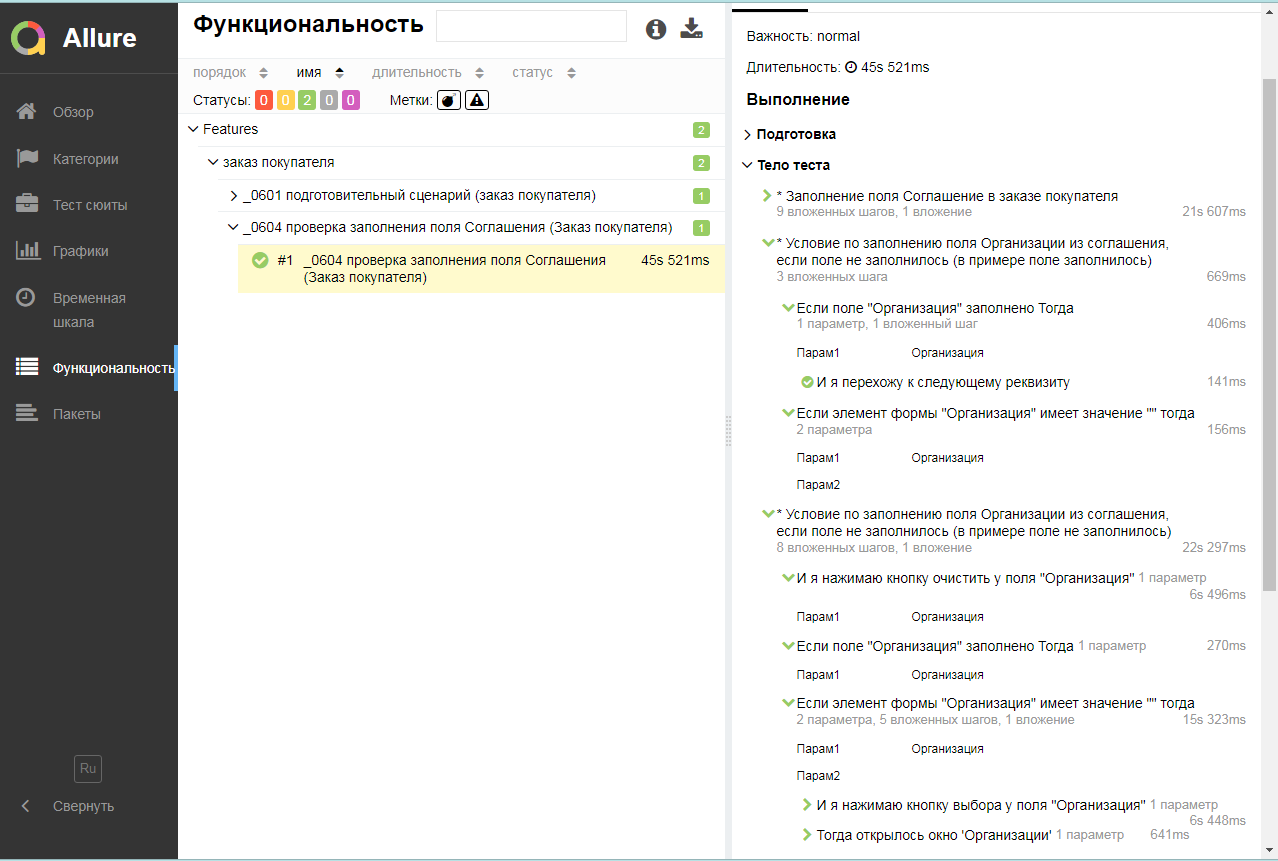 Allure
Обзор
Категории
Тест сюиты
Графики
Временная
шкала
Функциональность
Пакеты
Ru
Свернуть
Функциональность
порядок имя длительность статус
Статусы: 0 0 2 0 0 Метки:
Features 2
заказ покупателя 2
_0601 подготовительный сценарий (заказ покупателя) 1
_0604 проверка заполнения поля Соглашения (Заказ покупателя) 1
#1 _0604 проверка заполнения поля Соглашения 45s 521ms
(Заказ покупателя)
Важность: normal
Длительность: 45s 521ms
Выполнение
Подготовка
Тело теста
* Заполнение поля Соглашение в заказе покупателя
9 вложенных шагов, 1 вложение 21s 607ms
* Условие по заполнению поля Организации из соглашения,
если поле не заполнилось (в примере поле заполнилось)
3 вложенных шага 669ms
Если поле "Организация" заполнено Тогда
1 параметр, 1 вложенный шаг 406ms
Парам1 Организация
И я перехожу к следующему реквизиту 141ms
Если элемент формы "Организация" имеет значение "" тогда
2 параметра 156ms
Парам1 Организация
Парам2
* Условие по заполнению поля Организации из соглашения,
если поле не заполнилось (в примере поле не заполнилось)
8 вложенных шагов, 1 вложение 22s 297ms
И я нажимаю кнопку очистить у поля "Организация" 1 параметр
6s 496ms
Парам1 Организация
Если поле "Организация" заполнено Тогда 1 параметр 270ms
Парам1 Организация
Если элемент формы "Организация" имеет значение "" тогда
2 параметра, 5 вложенных шагов, 1 вложение 15s 323ms
Парам1 Организация
Парам2
И я нажимаю кнопку выбора у поля "Организация" 1 параметр
6s 448ms
Тогда открылось окно 'Организации' 1 параметр 641ms